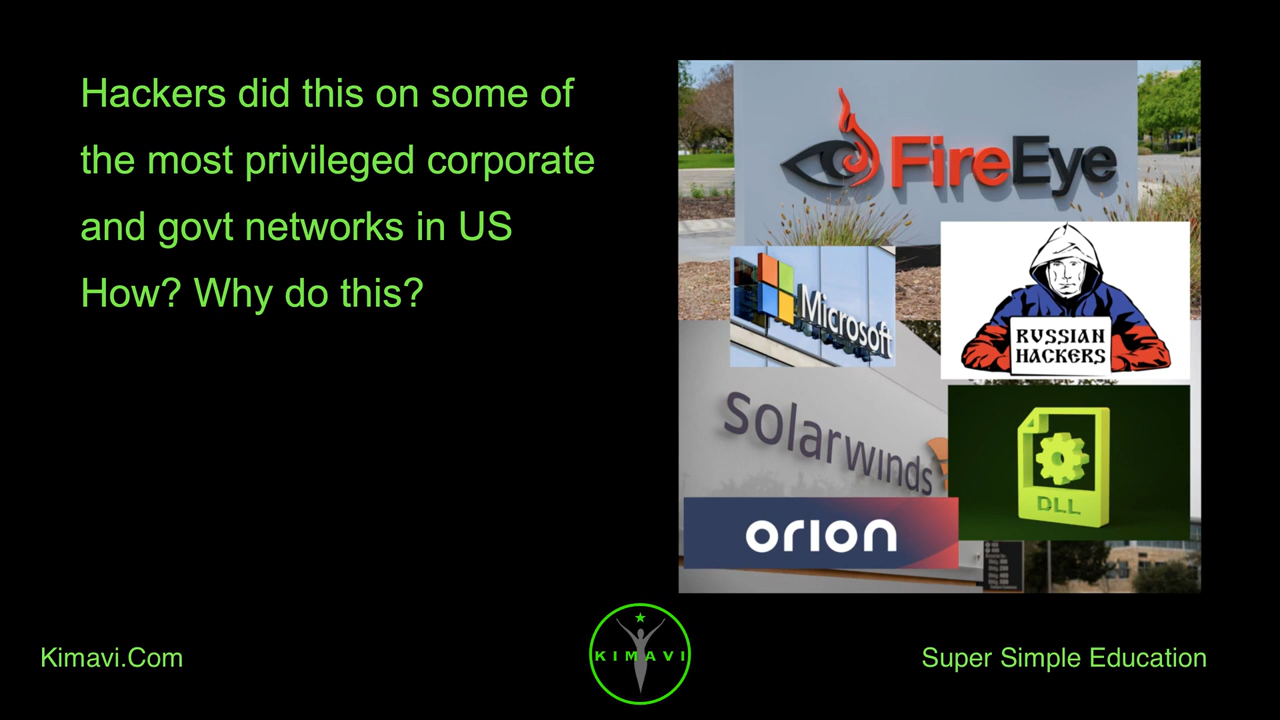 Hackers did this on some of
the most privileged corporate
and govt networks in US
How? Why do this?
FireEye
Microsoft
RUSSIAN
HACKERS
solarwinds
DLL
orion
KIMAVI
Kimavi.Com
Super Simple Education